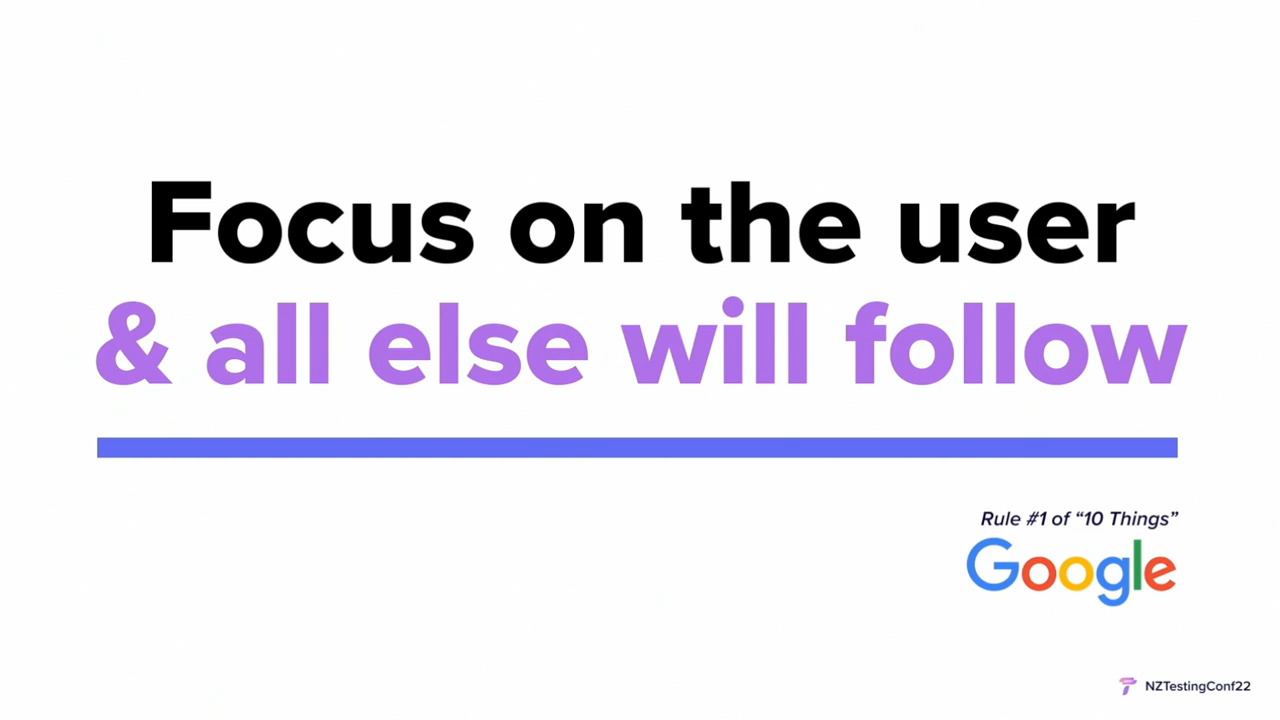 Focus on the user
& all else will follow
Rule #1 of “10 Things”
Google
NZTestingConf22